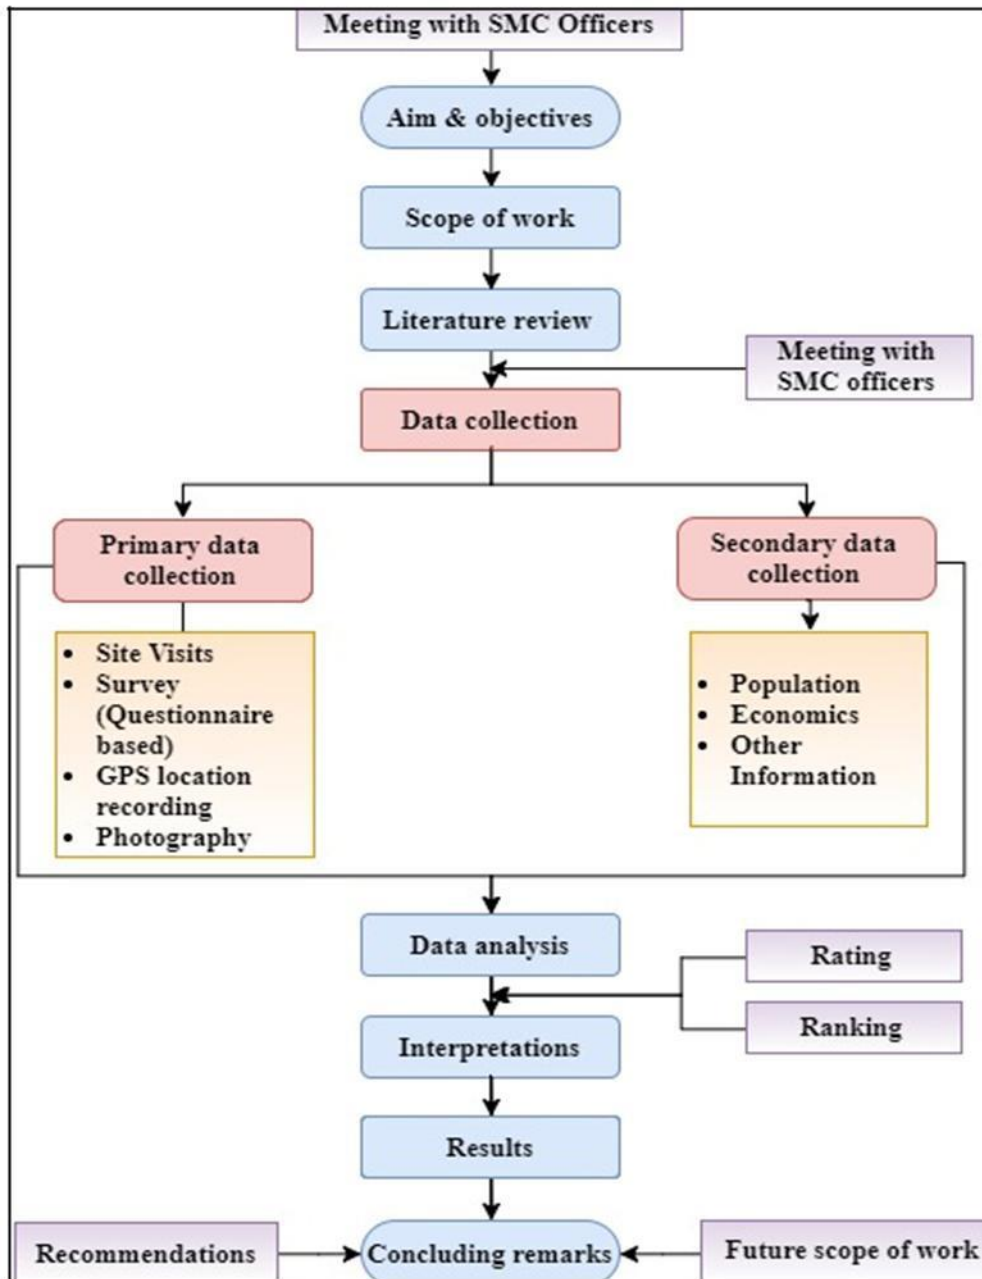 Meeting with SMC Officers
Aim & objectives
Scope of work
Literature review
Meeting with
SMC officers
Data collection
Primary data
collection
Secondary data
collection
• Site Visits
• Survey
(Questionnaire
based)
• GPS location
recording
• Photography
• Population
• Economics
• Other
Information
Data analysis
Rating
Ranking
Interpretations
Results
Recommendations
Concluding remarks
Future scope of work